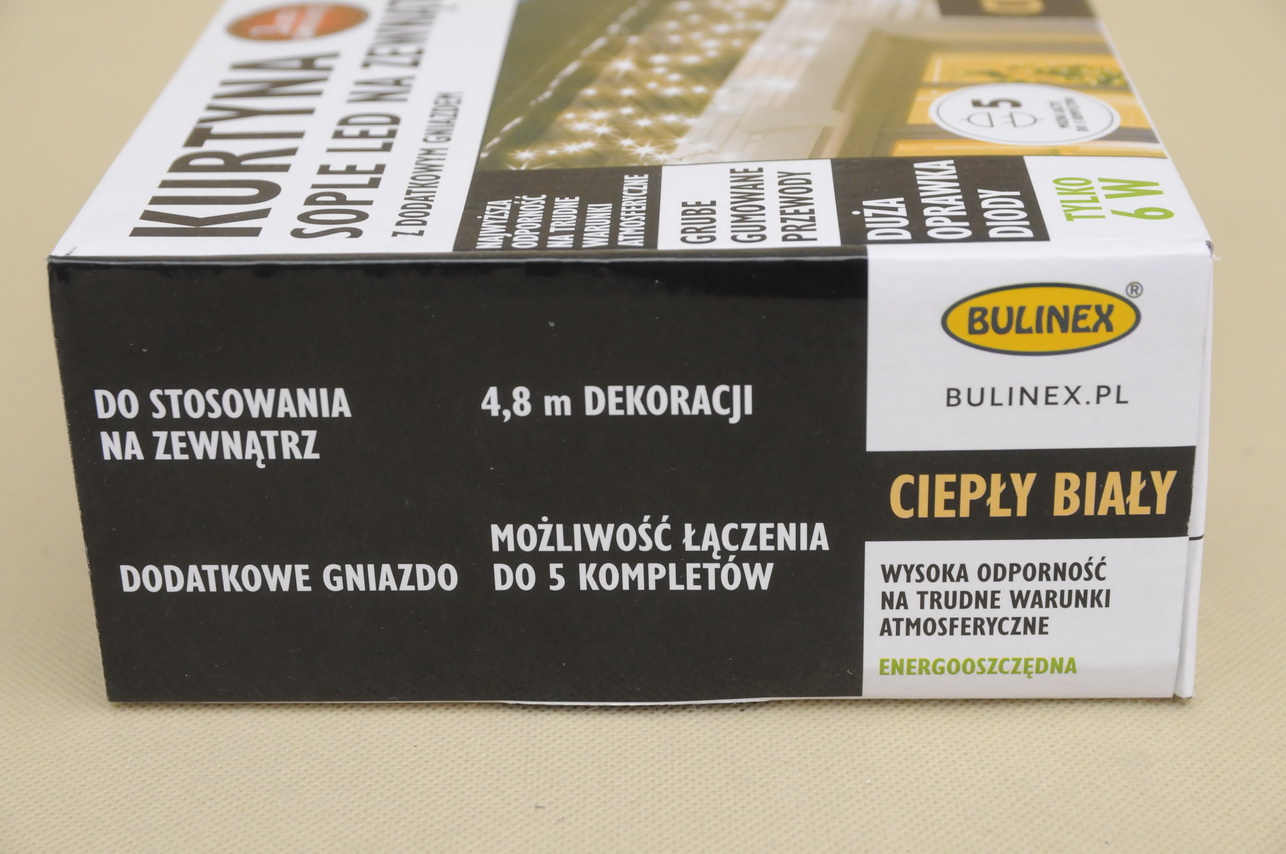 KURTYNA
SOPLE LED NA ZEWNĄT
Z DODATKOWYM GNIAZDEM
NAJWYŻSZA
ODPORNOŚĆ
NA TRUDNE
WARUNKI
ATMOSFERYCZNE
GRUBE
GUMOWANE
PRZEWODY
DUŻA
OPRAWKA
DIODY
TYLKO
6 W
5
DO STOSOWANIA
NA ZEWNĄTRZ
4,8 m DEKORACJI
DODATKOWE GNIAZDO
MOŻLIWOŚĆ ŁĄCZENIA
DO 5 KOMPLETÓW
BULINEX®
BULINEX.PL
CIEPŁY BIAŁY
WYSOKA ODPORNOŚĆ
NA TRUDNE WARUNKI
ATMOSFERYCZNE
ENERGOOSZCZĘDNA